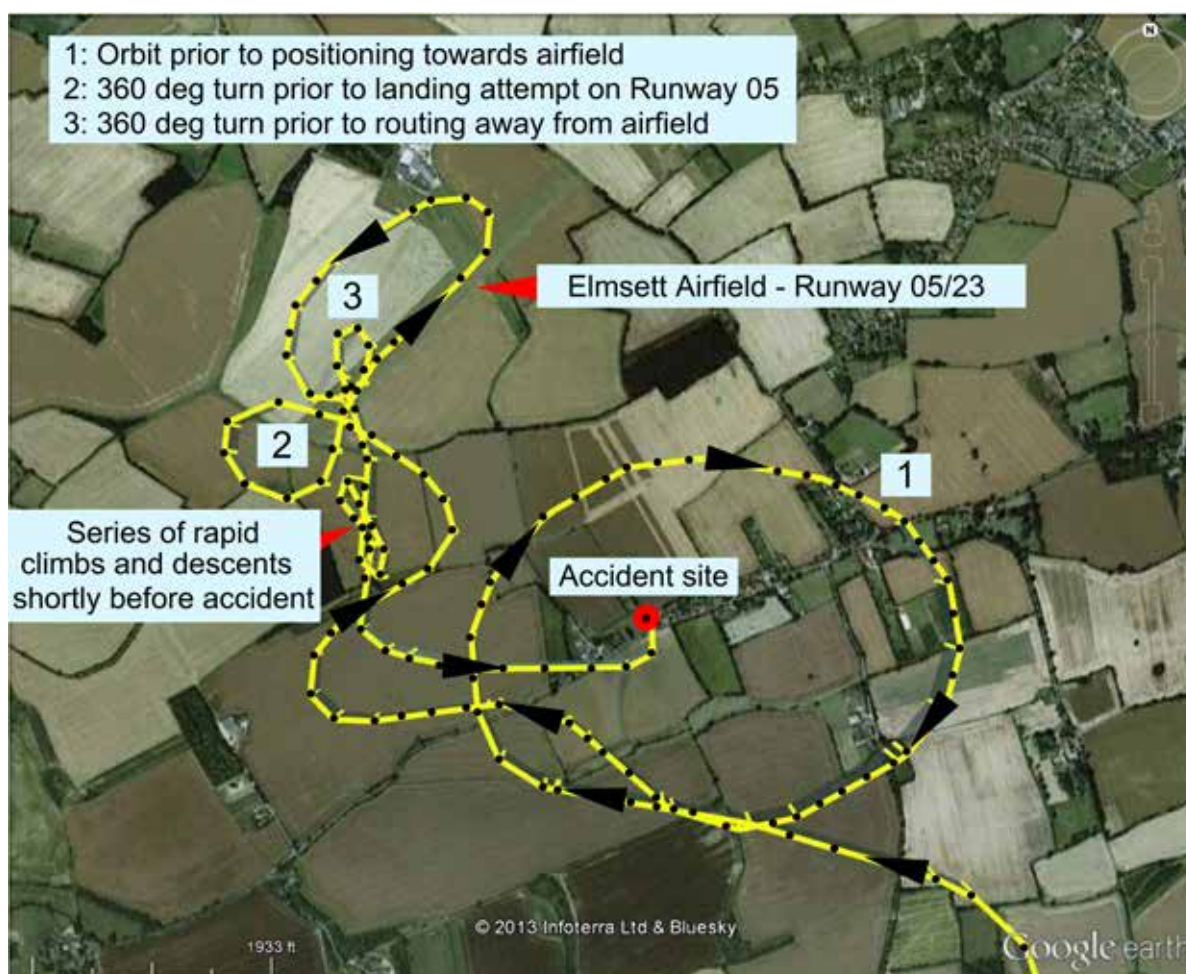 1: Orbit prior to positioning towards airfield
2: 360 deg turn prior to landing attempt on Runway 05
3: 360 deg turn prior to routing away from airfield
N
3
Elmsett Airfield - Runway 05/23
2
1
Series of rapid
climbs and descents
shortly before accident
Accident site
© 2013 Infoterra Ltd & Bluesky
1933 ft
Google earth